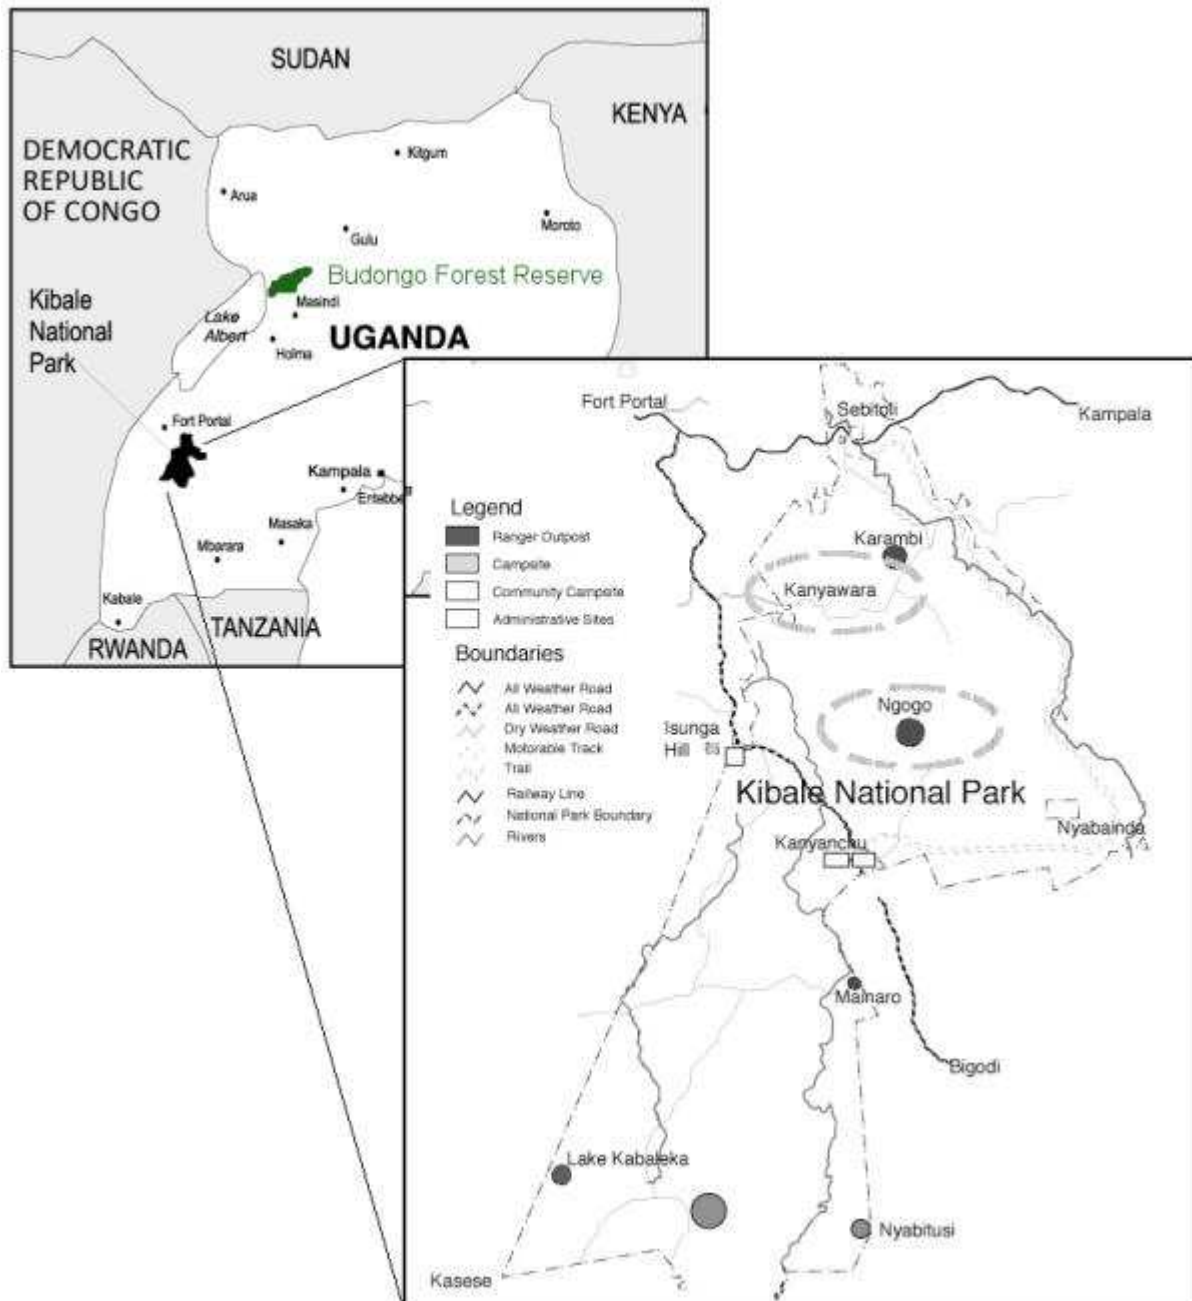 SUDAN
KENYA
DEMOCRATIC
REPUBLIC
OF CONGO
Kitgum
Arua
Moroto
Gulu
Budongo Forest Reserve
Kibale
National
Park
Masindi
Lake
Albert
UGANDA
Hoima
Fort Portal
Kampala
Entebbe
Masaka
Mbarara
Kabale
TANZANIA
RWANDA
Fort Portal
Sebitoli
Kampala
Legend
Ranger Outpost
Campsite
Community Campsite
Administrative Sites
Boundaries
All Weather Road
All Weather Road
Dry Weather Road
Motorable Track
Trail
Railway Line
National Park Boundary
Rivers
Karambi
Kanyawara
Ngogo
Isunga
Hill
Kibale National Park
Nyabainda
Kanyanchu
Mainaro
Bigodi
Lake Kabaleka
Nyabitusi
Kasese